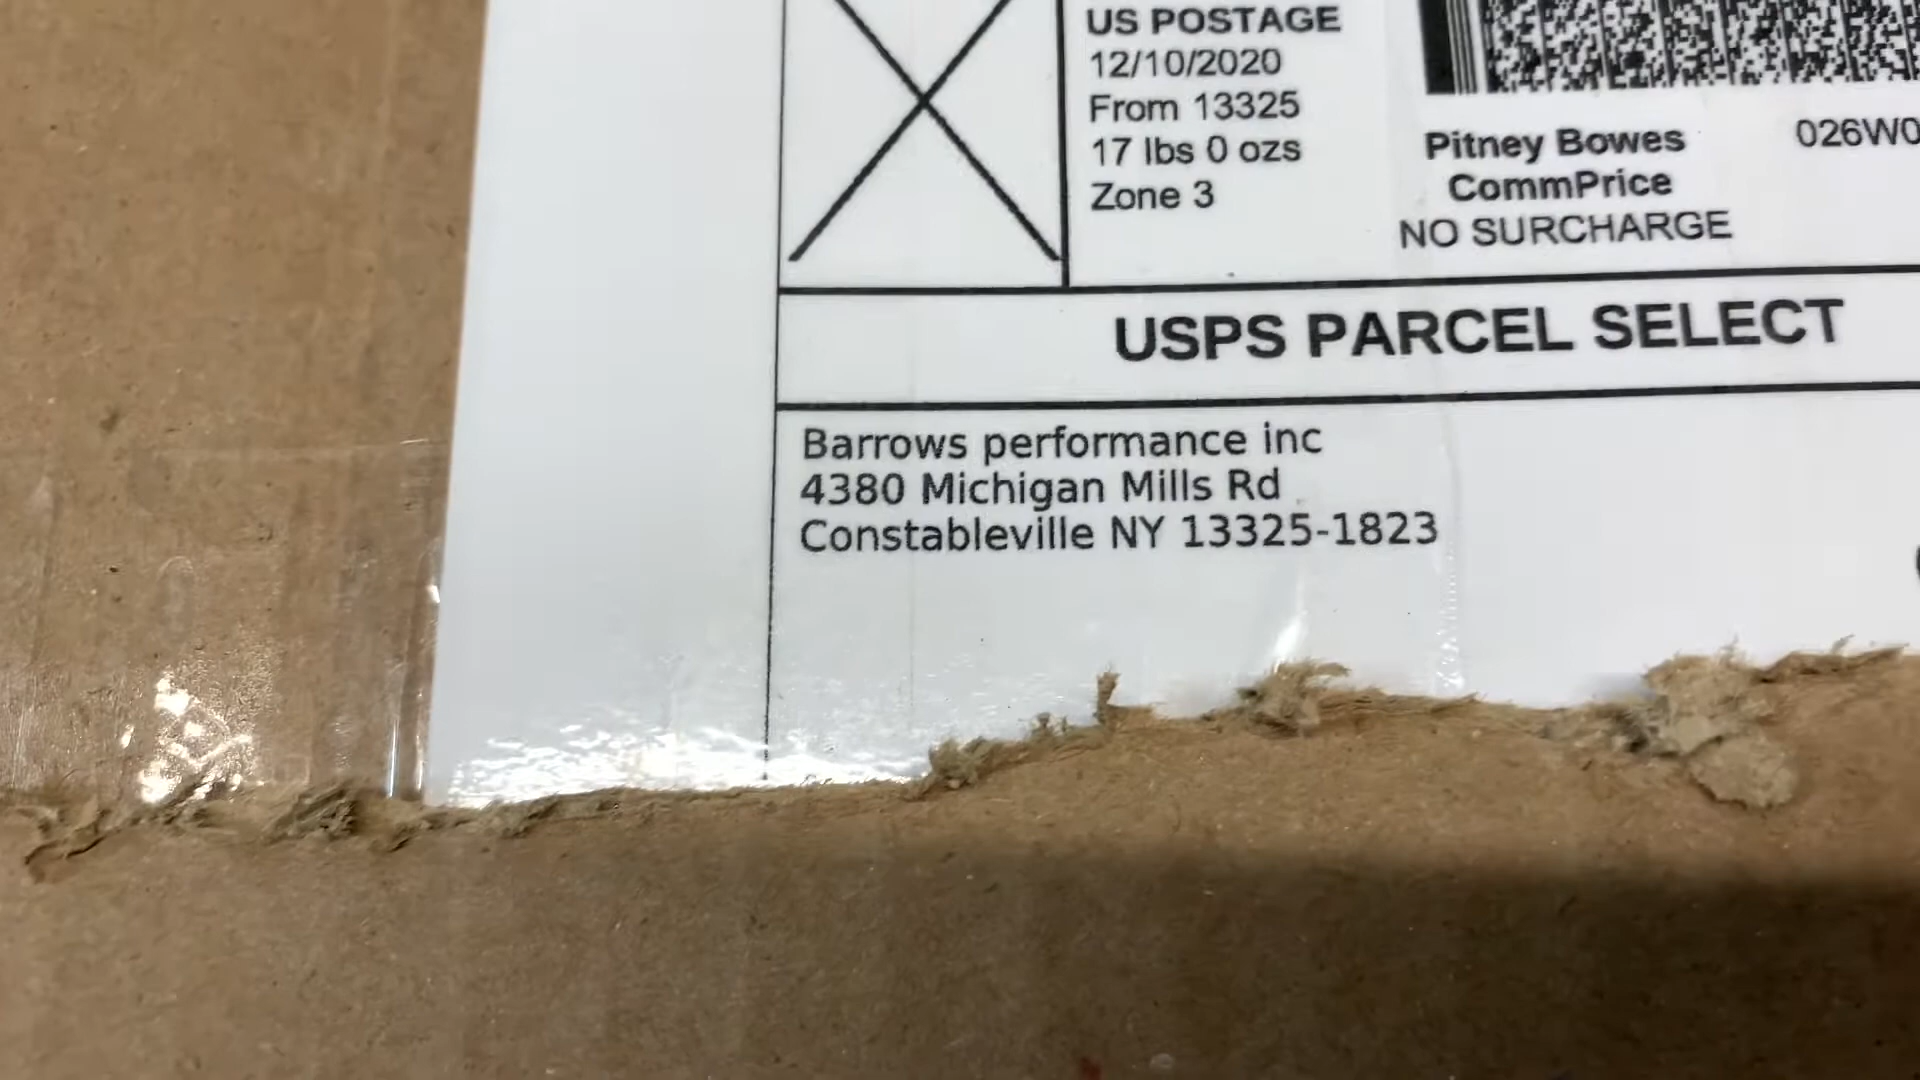 US POSTAGE
12/10/2020
From 13325
17 lbs 0 ozs
Zone 3
Pitney Bowes
CommPrice
NO SURCHARGE
026W0
USPS PARCEL SELECT
Barrows performance inc
4380 Michigan Mills Rd
Constableville NY 13325-1823